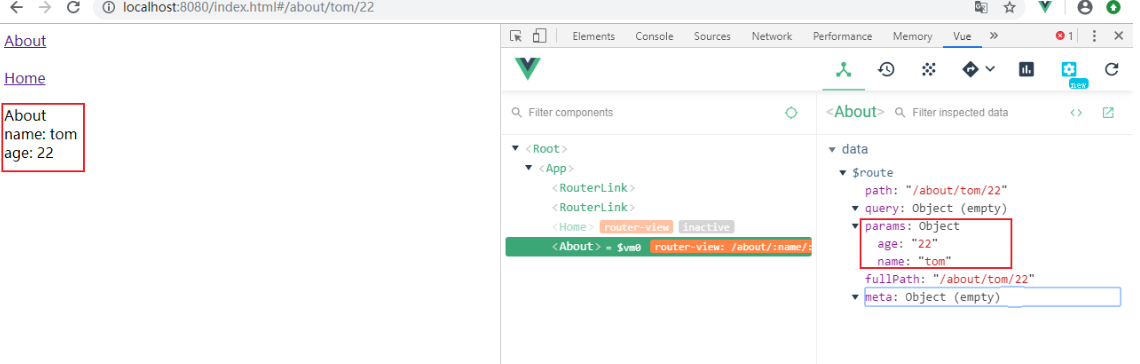 localhost:8080/index.html#/about/tom/22
Elements Console Sources Network Performance Memory Vue » 1
About
Home
About
name: tom
age: 22
new
Filter components
<Root>
<App>
<RouterLink>
<RouterLink>
<Home> router-view inactive
<About> = $vm0 router-view: /about/:name/:
<About> Filter inspected data
data
$route
path: "/about/tom/22"
query: Object (empty)
params: Object
age: "22"
name: "tom"
fullPath: "/about/tom/22"
meta: Object (empty)